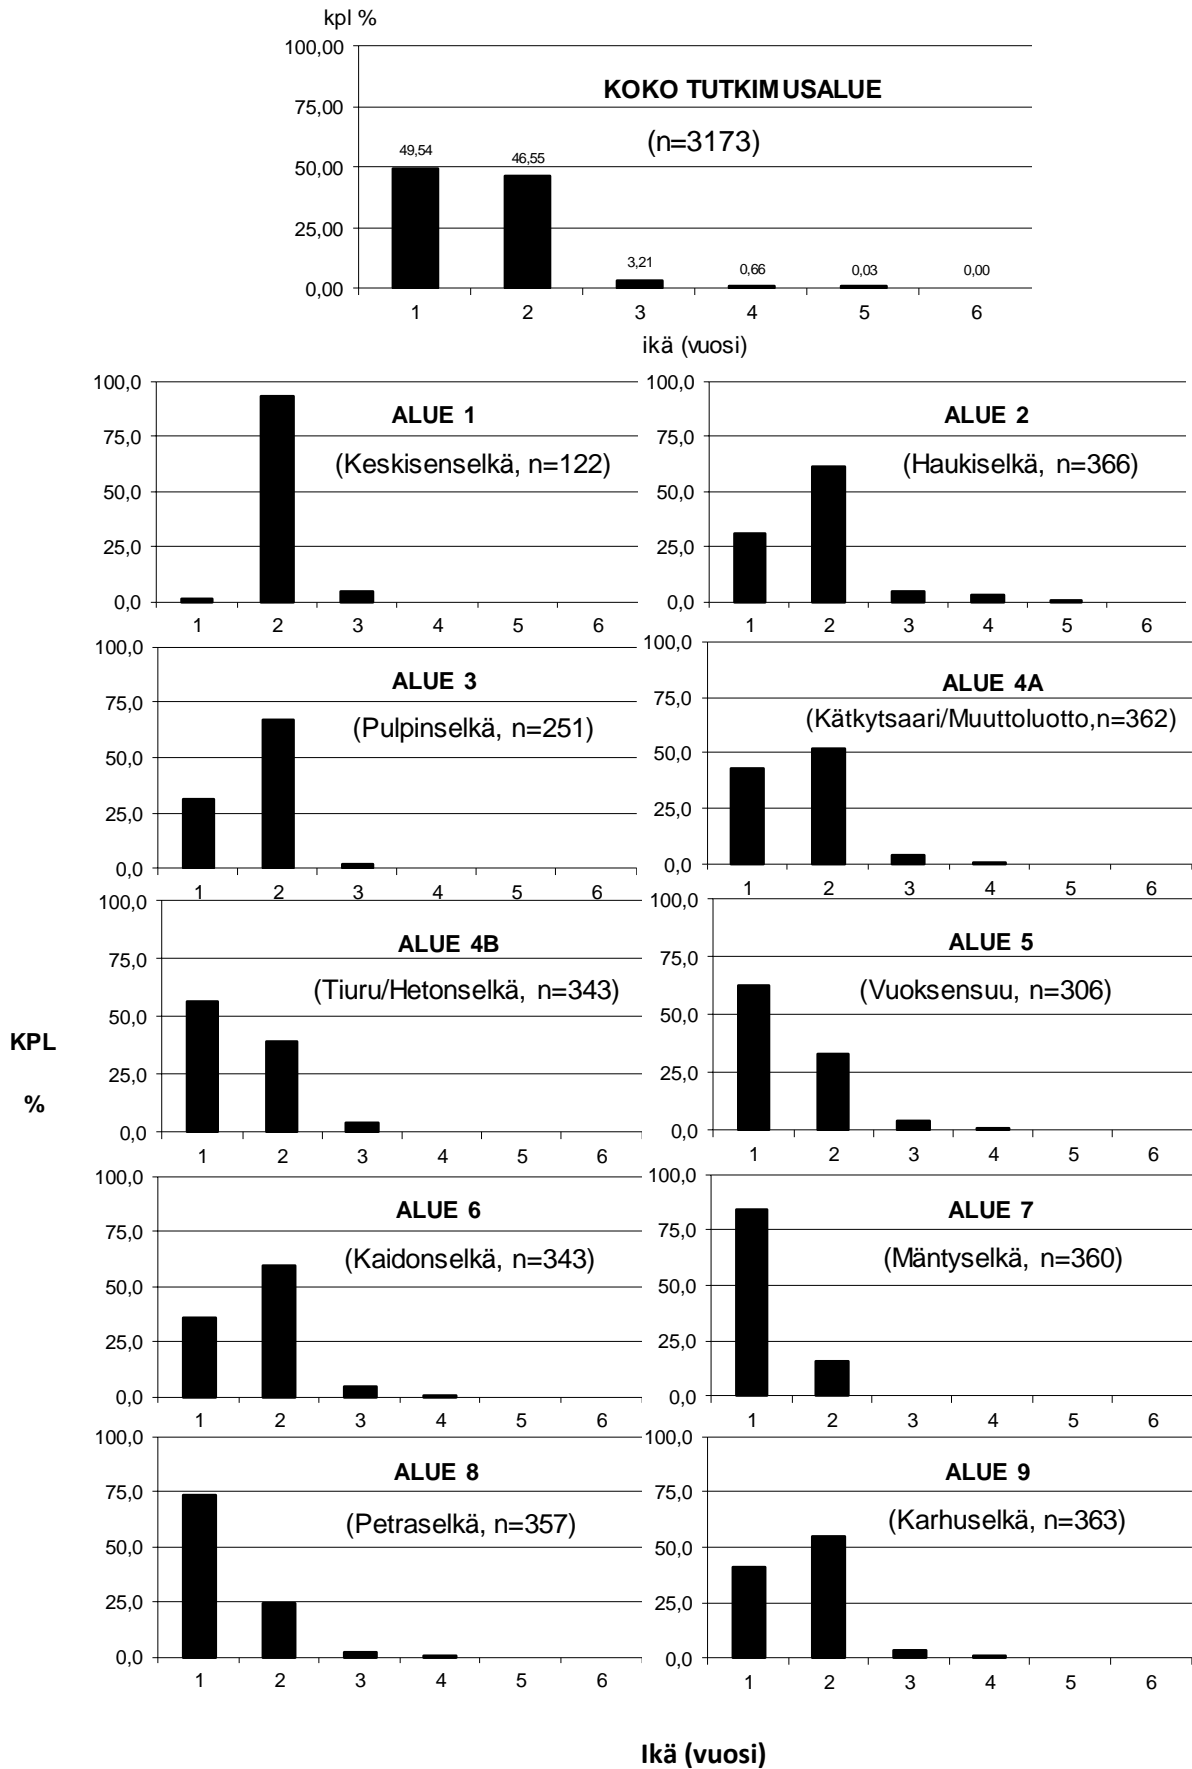 kpl %
100,00
KOKO TUTKIMUSALUE
75,00
(n=3173)
49,54
46,55
50,00
25,00
3,21
0,66
0,03
0,00
0,00
1 2 3 4 5 6
ikä (vuosi)
100,0
ALUE 1
75,0
(Keskisenselkä, n=122)
50,0
25,0
0,0
1 2 3 4 5 6
100,0
ALUE 2
75,0
(Haukiselkä, n=366)
50,0
25,0
0,0
1 2 3 4 5 6
100,0
ALUE 3
75,0
(Pulpinselkä, n=251)
50,0
25,0
0,0
1 2 3 4 5 6
100,0
ALUE 4A
75,0
(Kätkytsaari/Muuttoluotto,n=362)
50,0
25,0
0,0
1 2 3 4 5 6
KPL
%
100,0
ALUE 4B
75,0
(Tiuru/Hetonselkä, n=343)
50,0
25,0
0,0
1 2 3 4 5 6
100,0
ALUE 5
75,0
(Vuoksensuu, n=306)
50,0
25,0
0,0
1 2 3 4 5 6
100,0
ALUE 6
75,0
(Kaidonselkä, n=343)
50,0
25,0
0,0
1 2 3 4 5 6
100,0
ALUE 7
75,0
(Mäntyselkä, n=360)
50,0
25,0
0,0
1 2 3 4 5 6
100,0
ALUE 8
75,0
(Petraselkä, n=357)
50,0
25,0
0,0
1 2 3 4 5 6
100,0
ALUE 9
75,0
(Karhuselkä, n=363)
50,0
25,0
0,0
1 2 3 4 5 6
Ikä (vuosi)